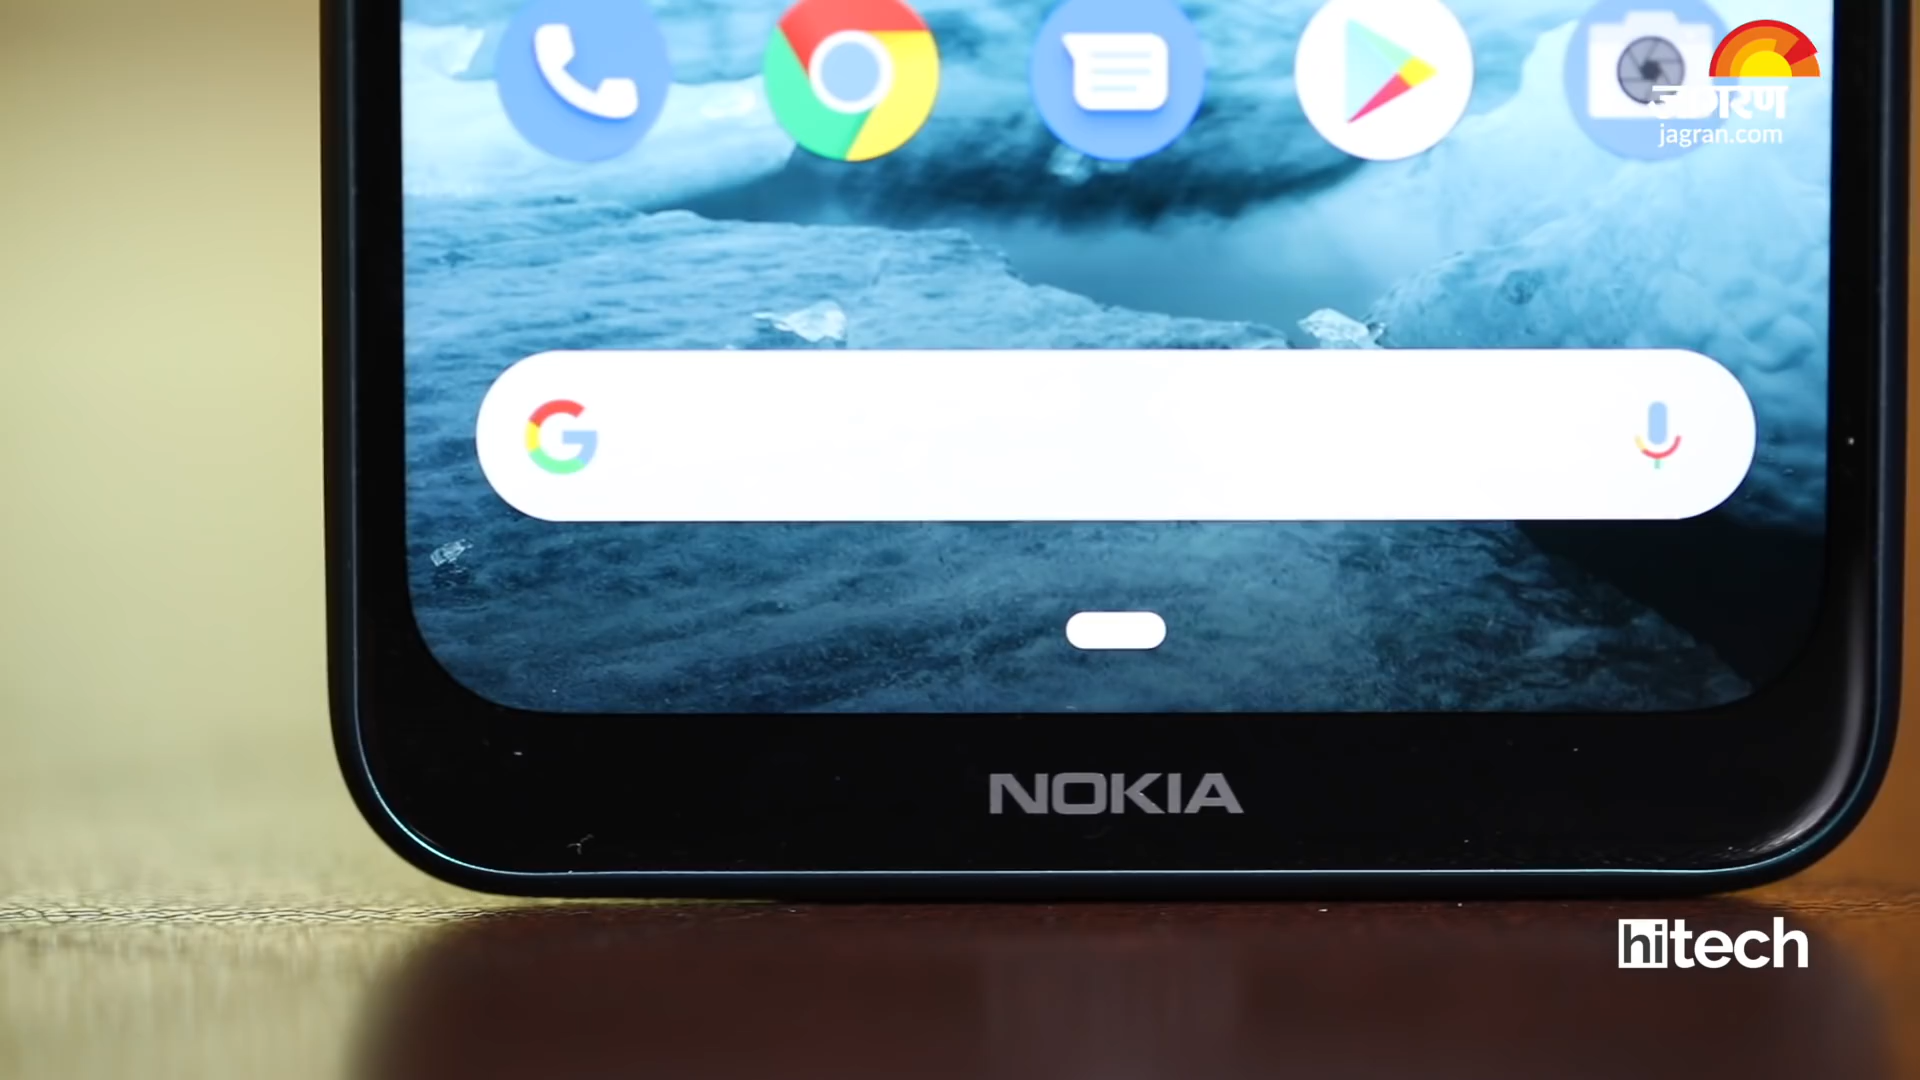 जागरण
jagran.com
G
NOKIA
hitech